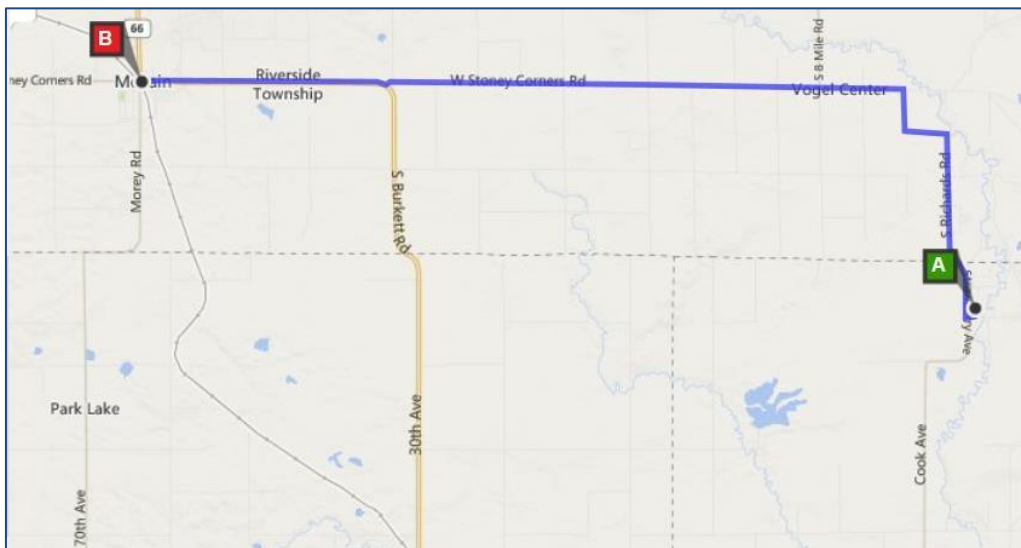 66
B
S 8 Mile Rd
ney Corners Rd
Riverside
Township
W Stoney Corners Rd
Vogel Center
Morey Rd
S Burkett Rd
S Richards Rd
A
Park Lake
30th Ave
Cook Ave
70th Ave